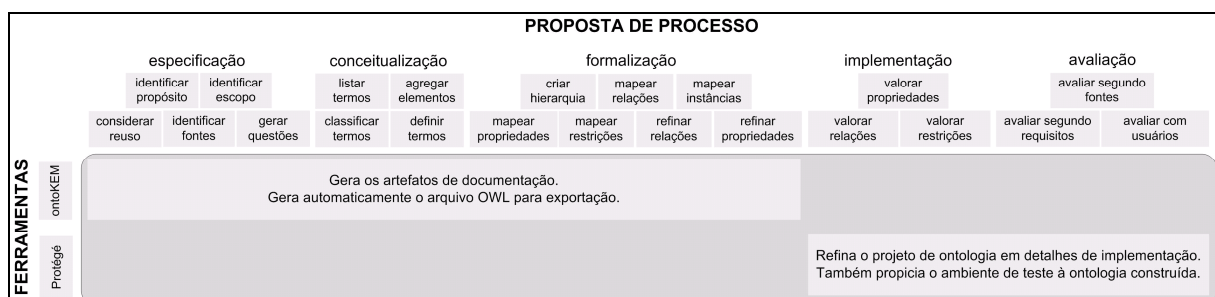 PROPOSTA DE PROCESSO
especificação
conceitualização
formalização
implementação
avaliação
identificar
propósito
identificar
escopo
listar
termos
agregar
elementos
criar
hierarquia
mapear
relações
mapear
instâncias
valorar
propriedades
avaliar segundo
fontes
considerar
reuso
identificar
fontes
gerar
questões
classificar
termos
definir
termos
mapear
propriedades
mapear
restrições
refinar
relações
refinar
propriedades
valorar
relações
valorar
restrições
avaliar segundo
requisitos
avaliar com
usuários
FERRAMENTAS
ontoKEM
Gera os artefatos de documentação.
Gera automaticamente o arquivo OWL para exportação.
Protégé
Refina o projeto de ontologia em detalhes de implementação.
Também propicia o ambiente de teste à ontologia construída.